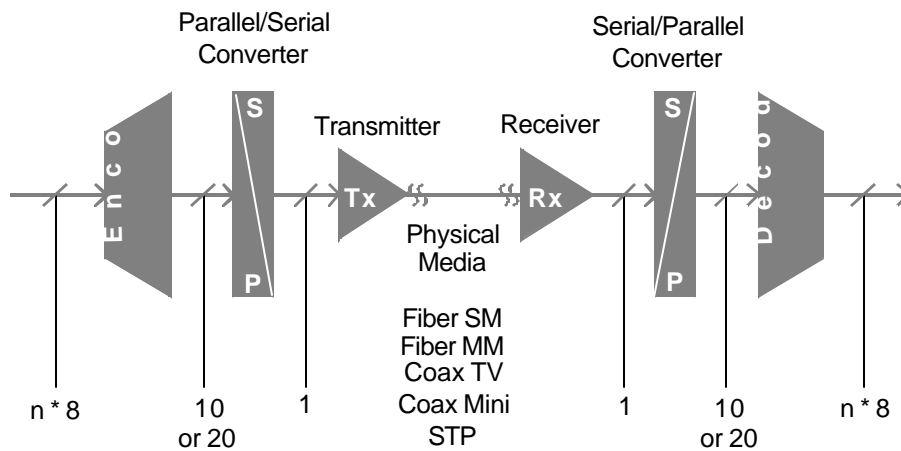 Parallel/Serial
Converter
Serial/Parallel
Converter
Transmitter
Receiver
Enco
S
P
Tx
Rx
S
P
Decod
Physical
Media
Fiber SM
Fiber MM
Coax TV
Coax Mini
STP
n * 8
10
or 20
1
1
10
or 20
n * 8